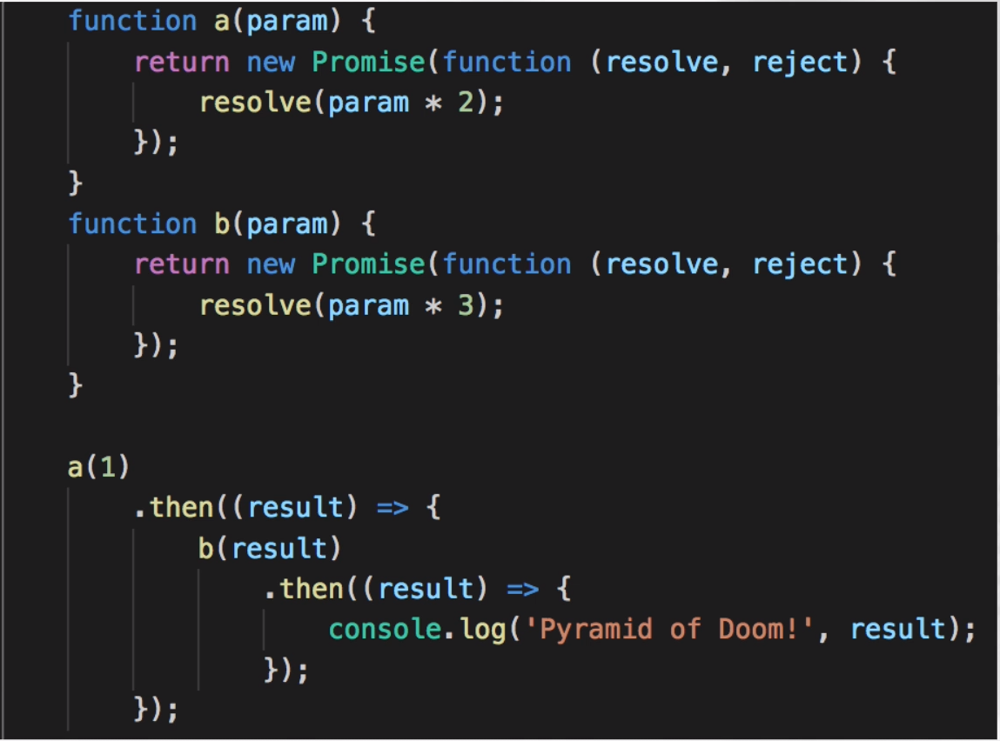 function a(param) {
    return new Promise(function (resolve, reject) {
        resolve(param * 2);
    });
}
function b(param) {
    return new Promise(function (resolve, reject) {
        resolve(param * 3);
    });
}

a(1)
    .then((result) => {
        b(result)
            .then((result) => {
                console.log('Pyramid of Doom!', result);
            });
    });